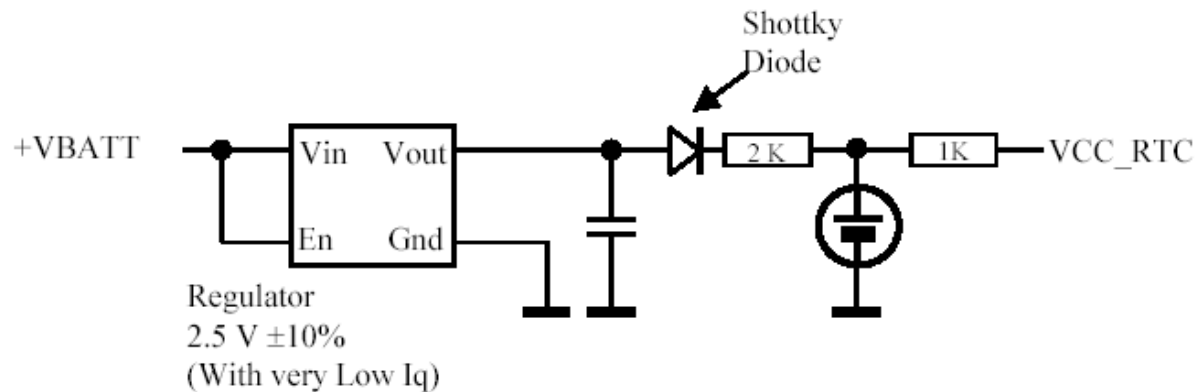 Shottky
Diode
+VBATT
Vin
Vout
2 K
1K
VCC_RTC
En
Gnd
Regulator
2.5 V ±10%
(With very Low Iq)